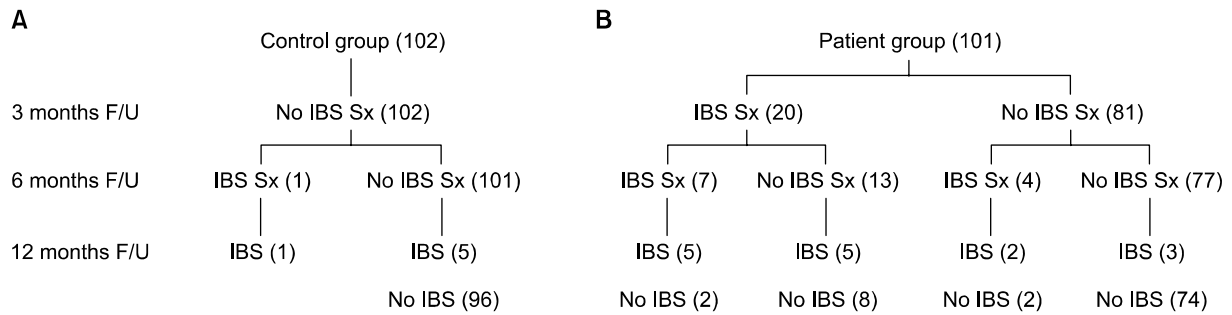 A
Control group (102)
3 months F/U
No IBS Sx (102)
6 months F/U
IBS Sx (1)
No IBS Sx (101)
12 months F/U
IBS (1)
IBS (5)
No IBS (96)
B
Patient group (101)
IBS Sx (20)
No IBS Sx (81)
IBS Sx (7)
No IBS Sx (13)
IBS Sx (4)
No IBS Sx (77)
IBS (5)
IBS (5)
IBS (2)
IBS (3)
No IBS (2)
No IBS (8)
No IBS (2)
No IBS (74)